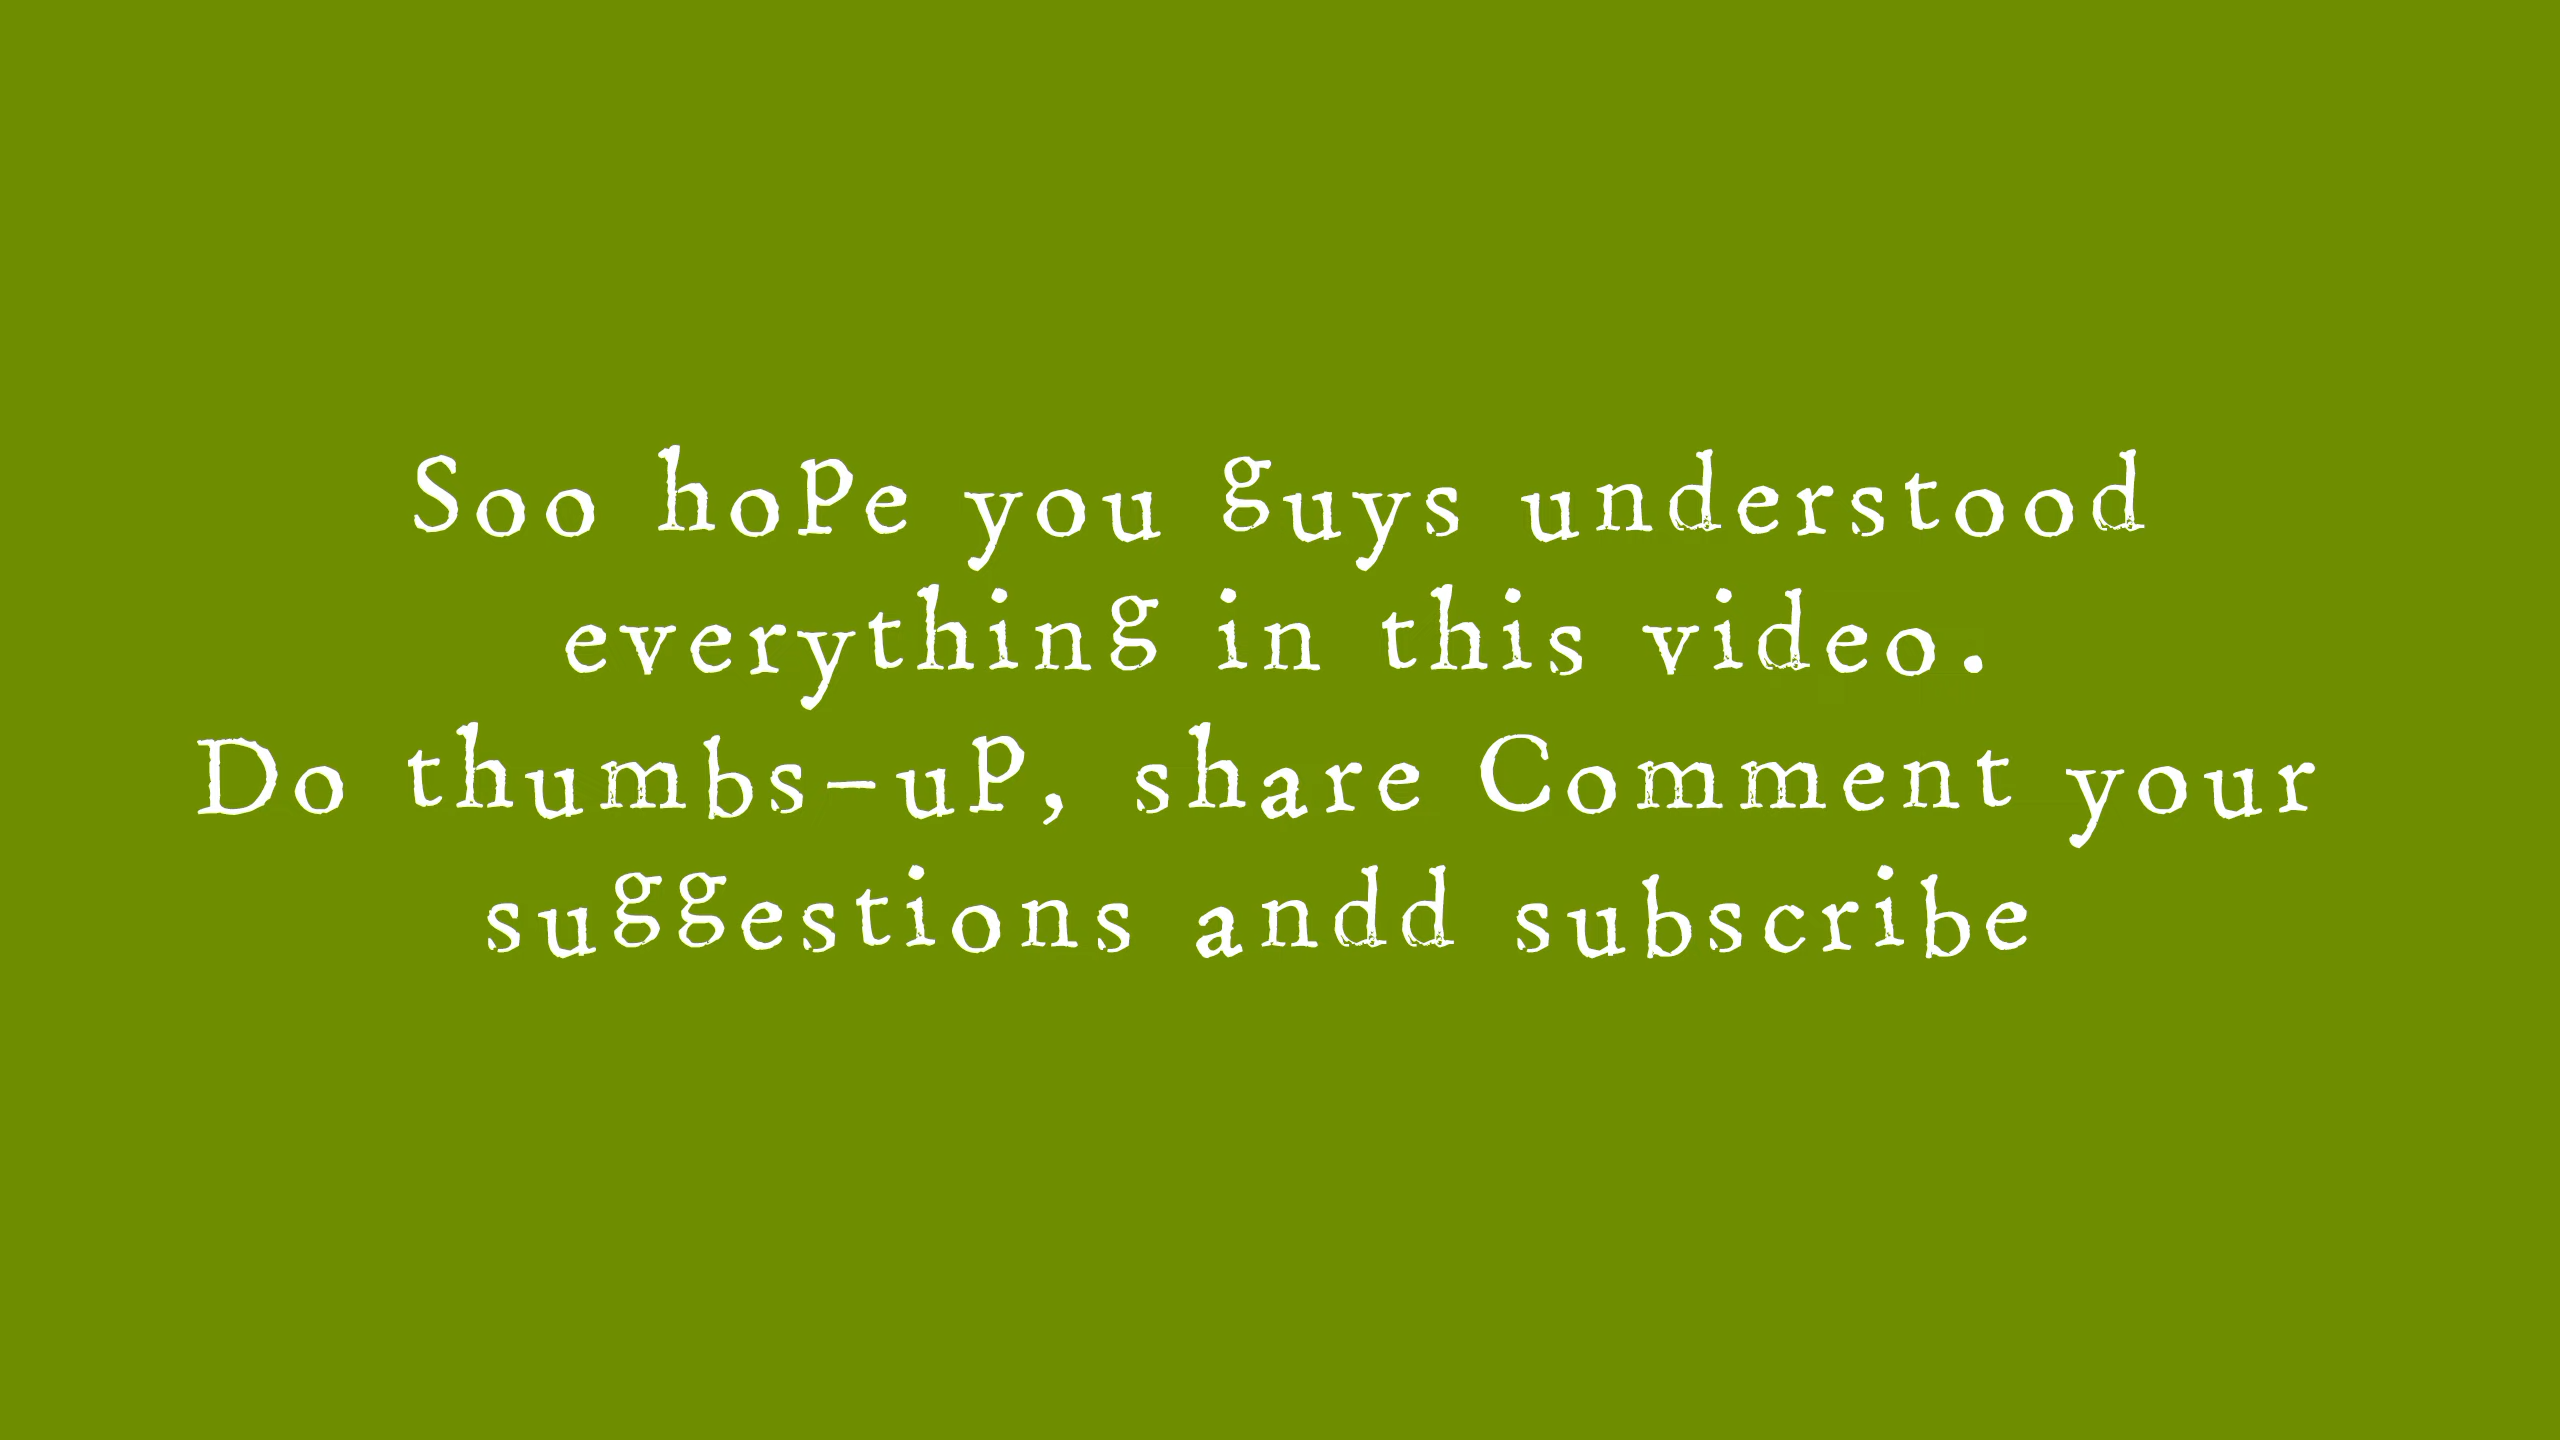 Soo hope you guys understood
everything in this video.
Do thumbs-up, share Comment your
suggestions andd subscribe